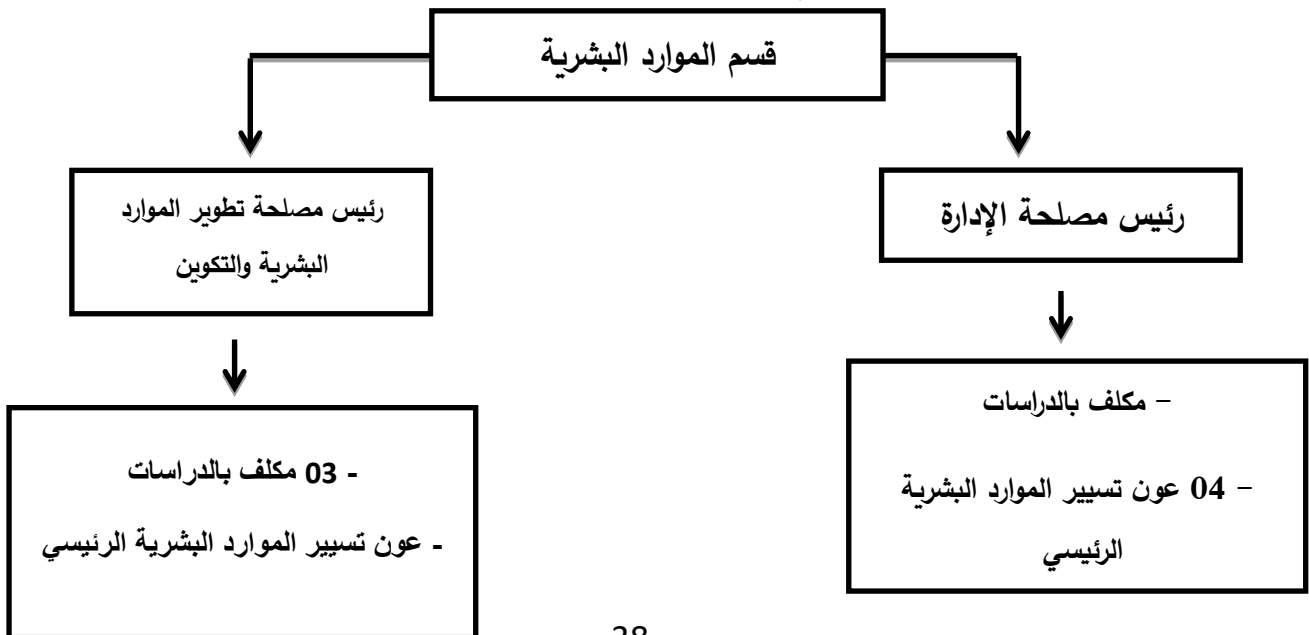 قسم الموارد البشرية
رئيس مصلحة الإدارة
رئيس مصلحة تطوير الموارد
البشرية والتكوين
– مكلف بالدراسات
– 04 عون تسيير الموارد البشرية
الرئيسي
- 03 مكلف بالدراسات
- عون تسيير الموارد البشرية الرئيسي